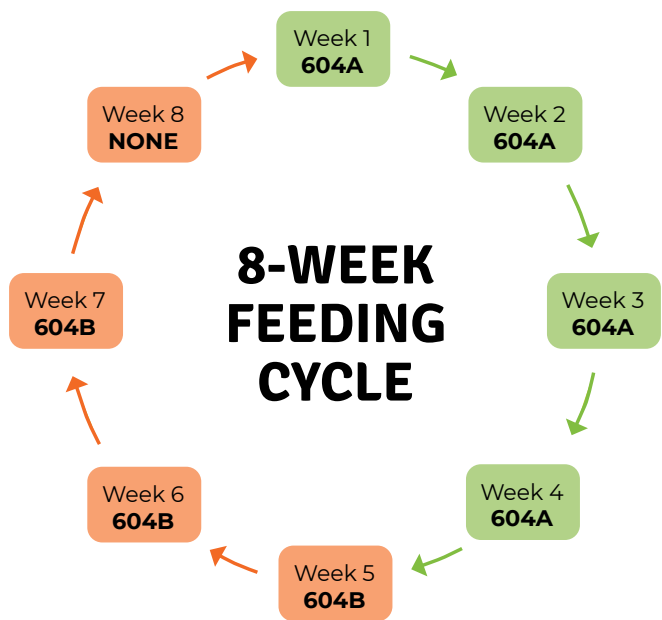 Week 1
604A
Week 2
604A
Week 3
604A
Week 4
604A
Week 5
604B
Week 6
604B
Week 7
604B
Week 8
NONE
8-WEEK
FEEDING
CYCLE